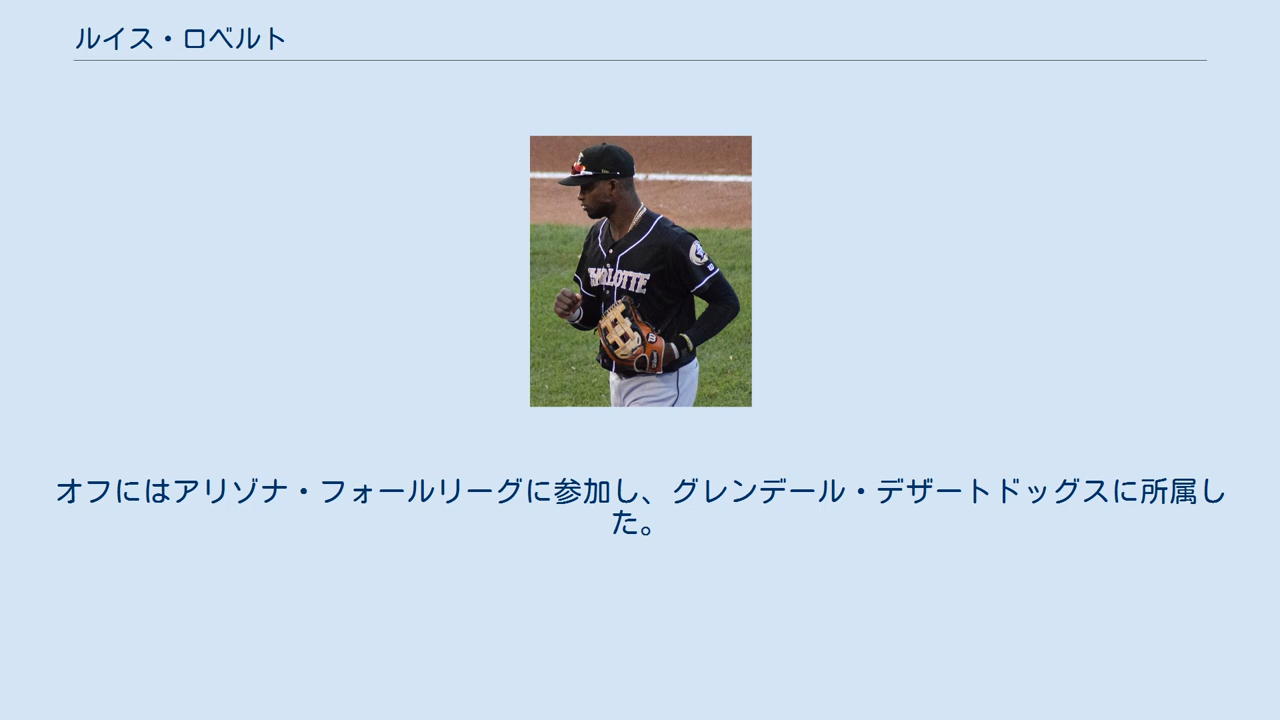 ルイス・ロベルト
CHARLOTTE
オフにはアリゾナ・フォールリーグに参加し、グレンデール・デザートドッグスに所属し
た。